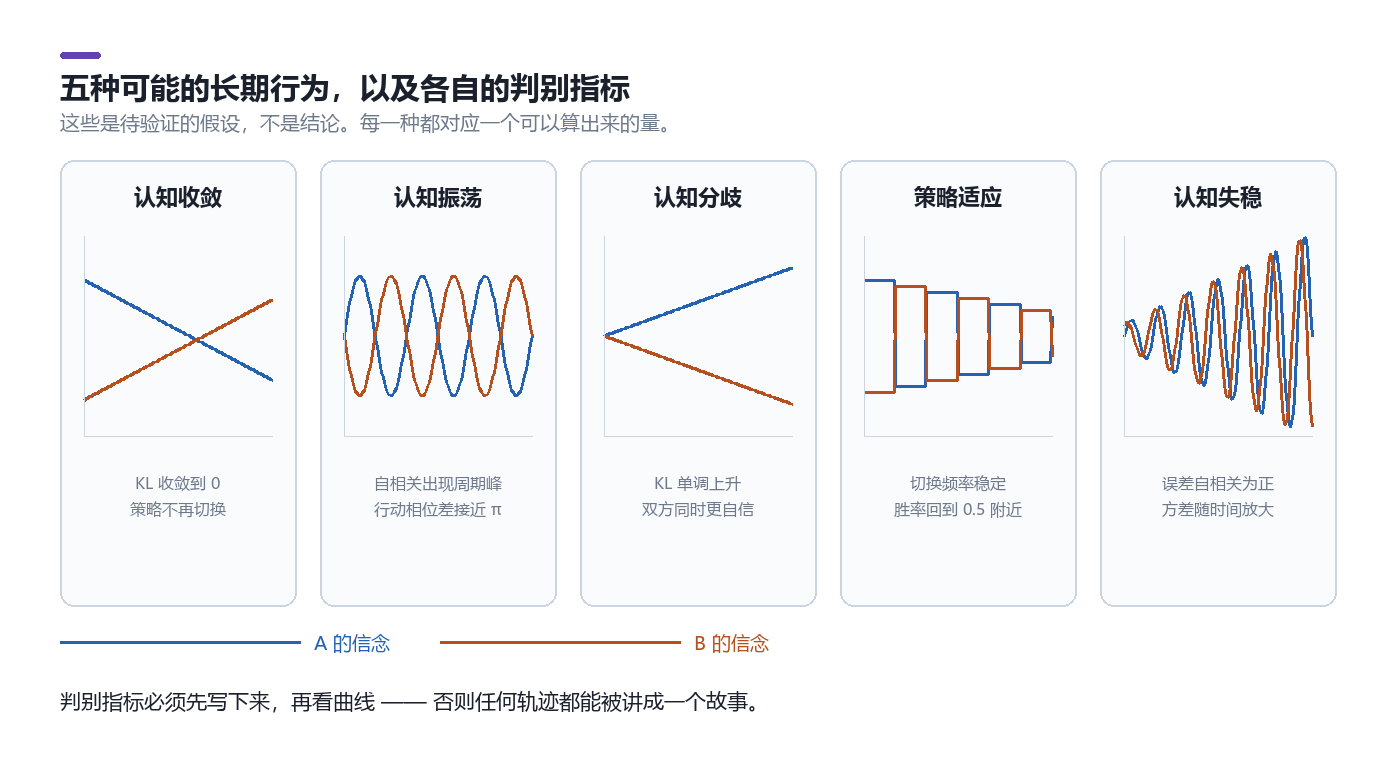 五种可能的长期行为，以及各自的判别指标
这些是待验证的假设，不是结论。每一种都对应一个可以算出来的量。
认知收敛
KL 收敛到 0
策略不再切换
认知振荡
自相关出现周期峰
行动相位差接近 π
认知分歧
KL 单调上升
双方同时更自信
策略适应
切换频率稳定
胜率回到 0.5 附近
认知失稳
误差自相关为正
方差随时间放大
A 的信念
B 的信念
判别指标必须先写下来，再看曲线 —— 否则任何轨迹都能被讲成一个故事。